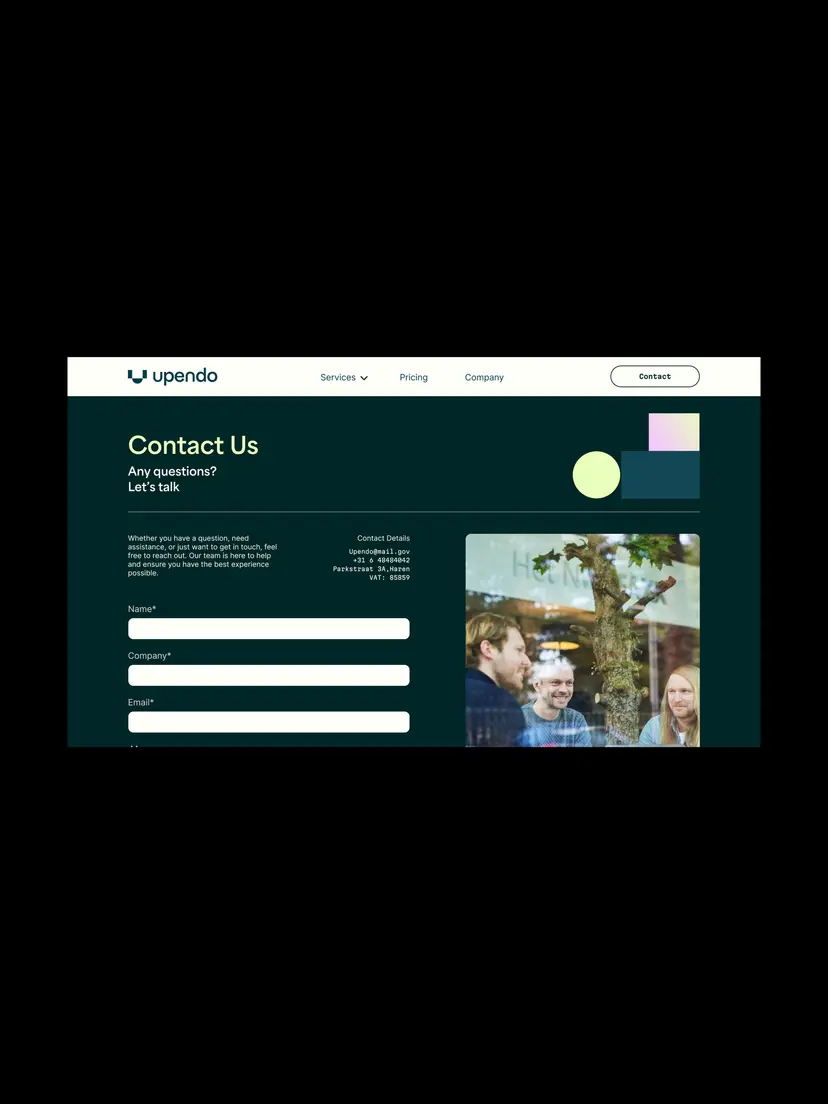 upendo
Services
Pricing
Company
Contact
Contact Us
Any questions?
Let's talk
Whether you have a question, need
assistance, or just want to get in touch, feel
free to reach out. Our team is here to help
and ensure you have the best experience
possible.
Contact Details
Upendo@mail.gov
+31 6 48484042
Parkstraat 3A,Haren
VAT: 85859
Name*
Company*
Email*